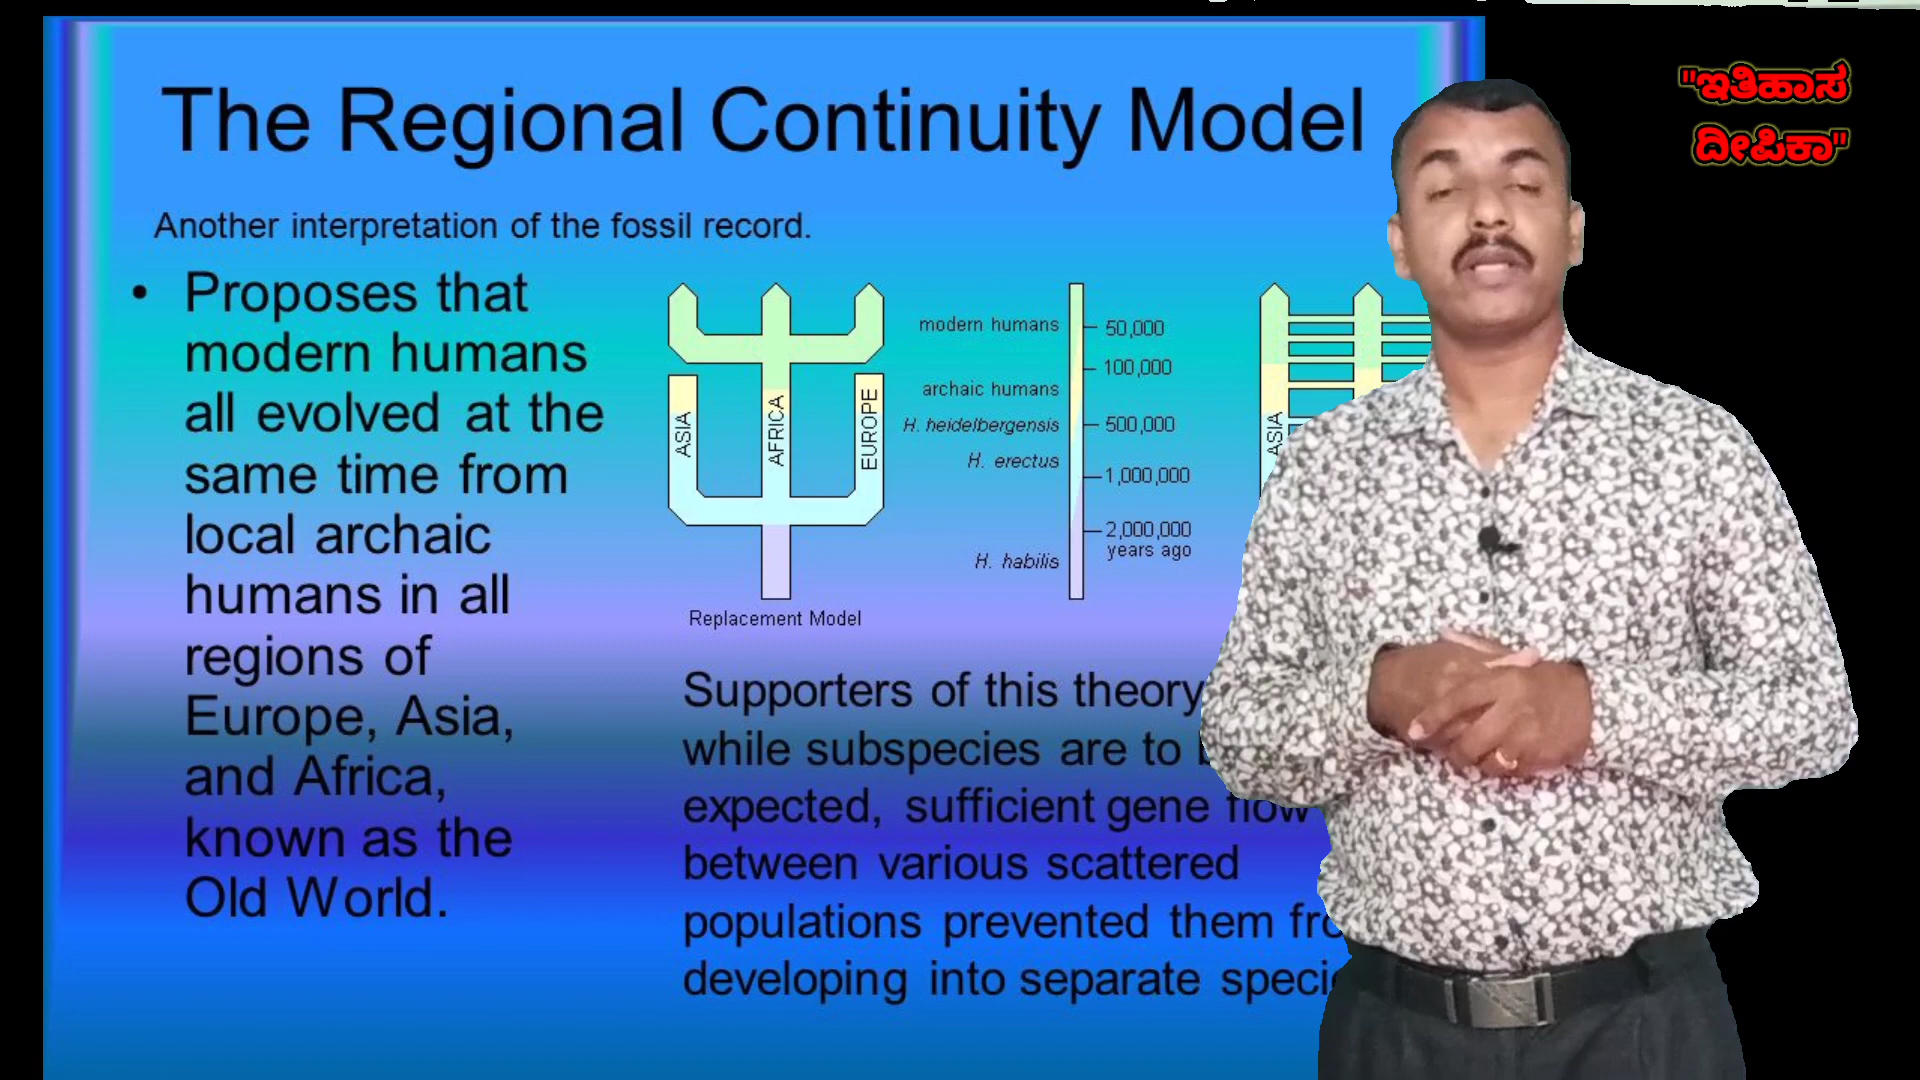 The Regional Continuity Model
"ಇತಿಹಾಸ
ದೀಪಿಕಾ"
Another interpretation of the fossil record.
• Proposes that
modern humans
all evolved at the
same time from
local archaic
humans in all
regions of
Europe, Asia,
and Africa,
known as the
Old World.
ASIA
AFRICA
EUROPE
Replacement Model
modern humans
archaic humans
H. heidelbergensis
H. erectus
H. habilis
50,000
100,000
500,000
1,000,000
2,000,000
years ago
ASIA
Supporters of this theory
while subspecies are to
expected, sufficient gene flow
between various scattered
populations prevented them
developing into separate